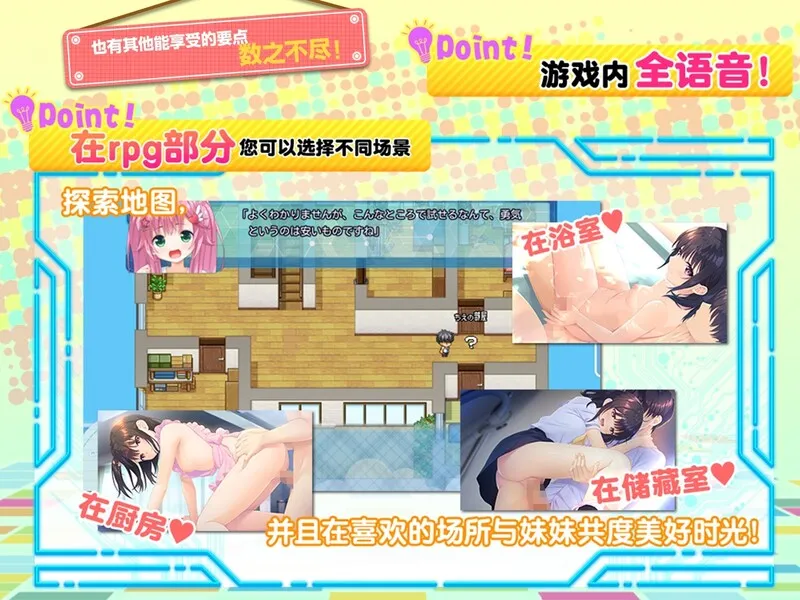 也有其他能享受的要点
数之不尽!
Point!
游戏内 全语音!
Point!
在rpg部分 您可以选择不同场景
探索地图,
「よくわかりませんが、こんなところで試せるなんて、勇気
というのは安いものですね」
在浴室♥
ちえの部屋
?
在厨房♥
在储藏室♥
并且在喜欢的场所与妹妹共度美好时光!